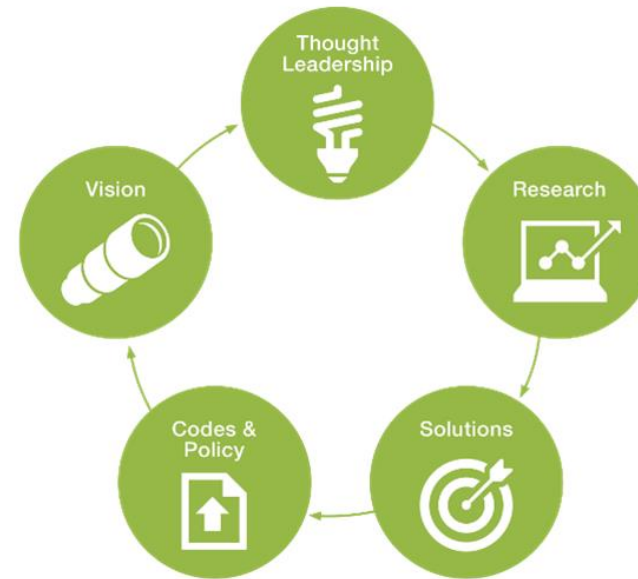 Thought
Leadership
Research
Solutions
Codes &
Policy
Vision